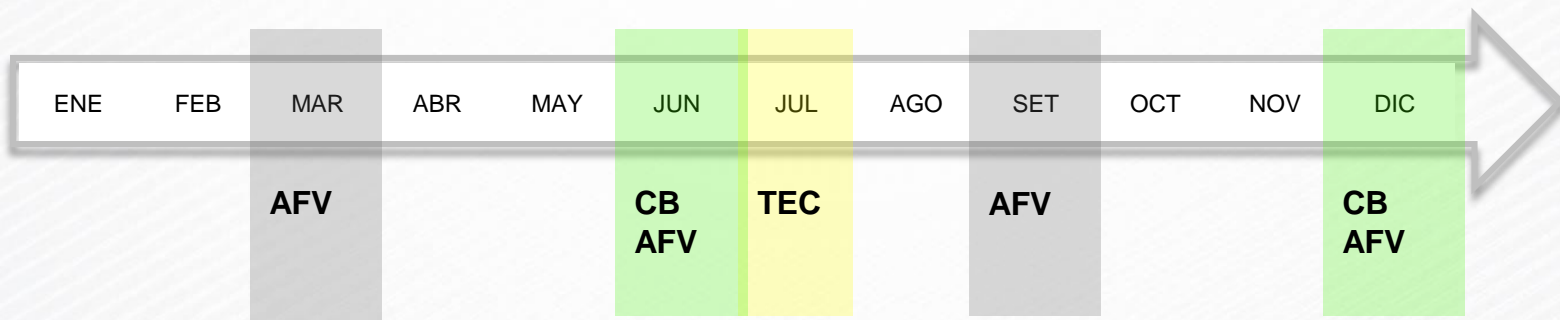 ENE FEB MAR ABR MAY JUN JUL AGO SET OCT NOV DIC
AFV CB TEC AFV CB
AFV AFV